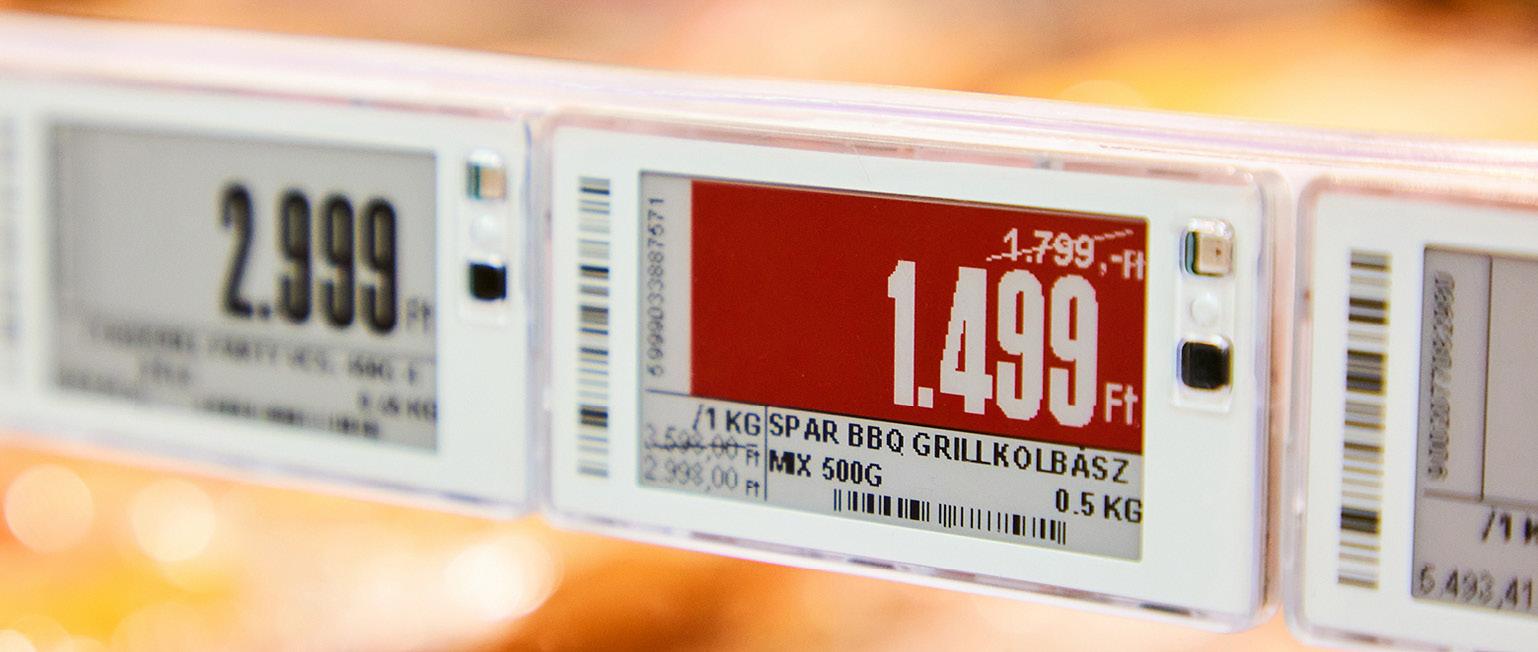 2.999 Ft
5999033887571
1.799,-Ft
1.499 Ft
/1 KG
3.598,00 Ft
2.998,00 Ft
SPAR BBQ GRILLKOLBÁSZ
MIX 500G
0.5 KG
/1 K
5.493,41